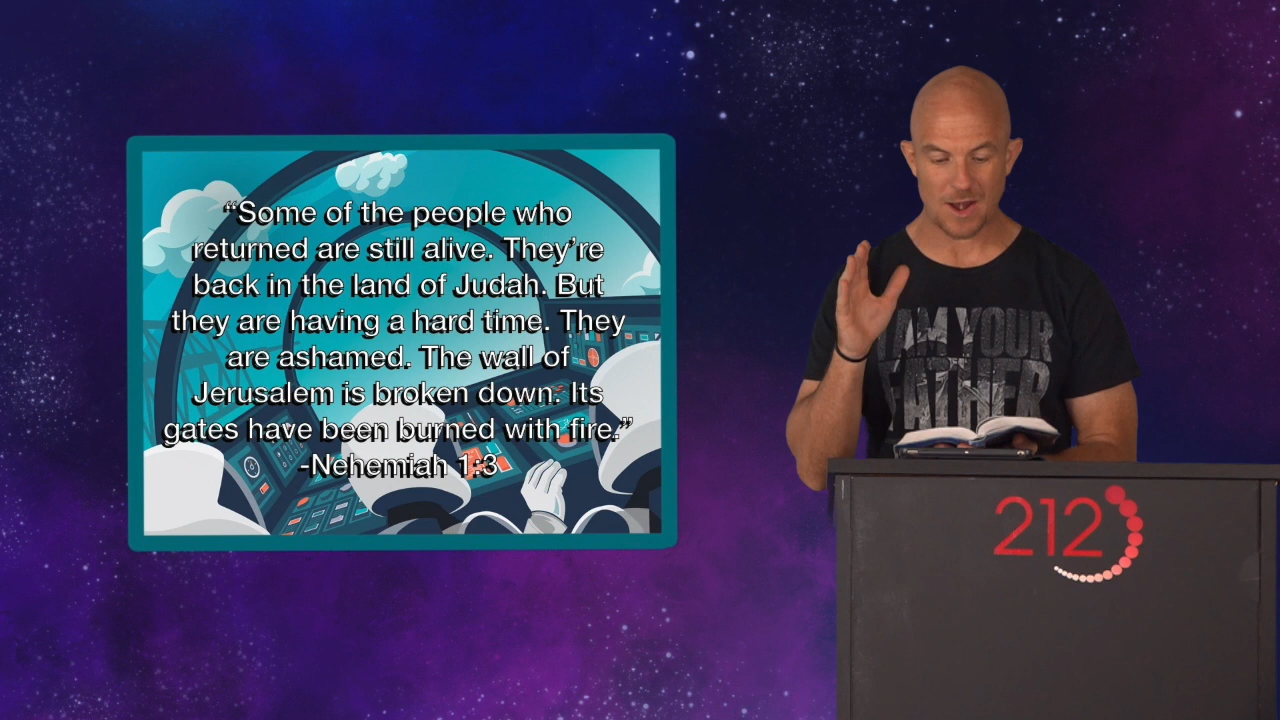 “Some of the people who
returned are still alive. They’re
back in the land of Judah. But
they are having a hard time. They
are ashamed. The wall of
Jerusalem is broken down. Its
gates have been burned with fire.”
-Nehemiah 1:3
I AM YOUR
FATHER
212